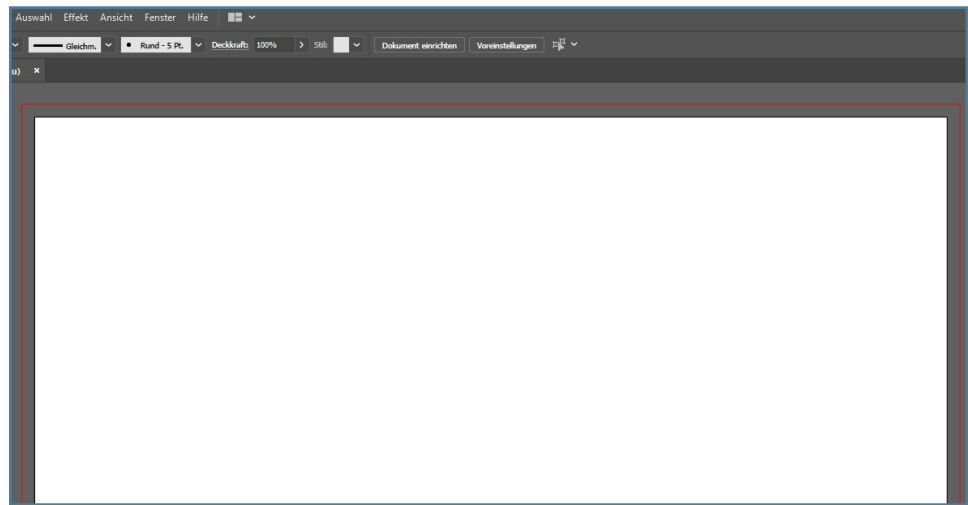 Auswahl Effekt Ansicht Fenster Hilfe
Gleichm. Rund - 5 Pt. Deckkraft: 100% Stil: Dokument einrichten Voreinstellungen
u) ×